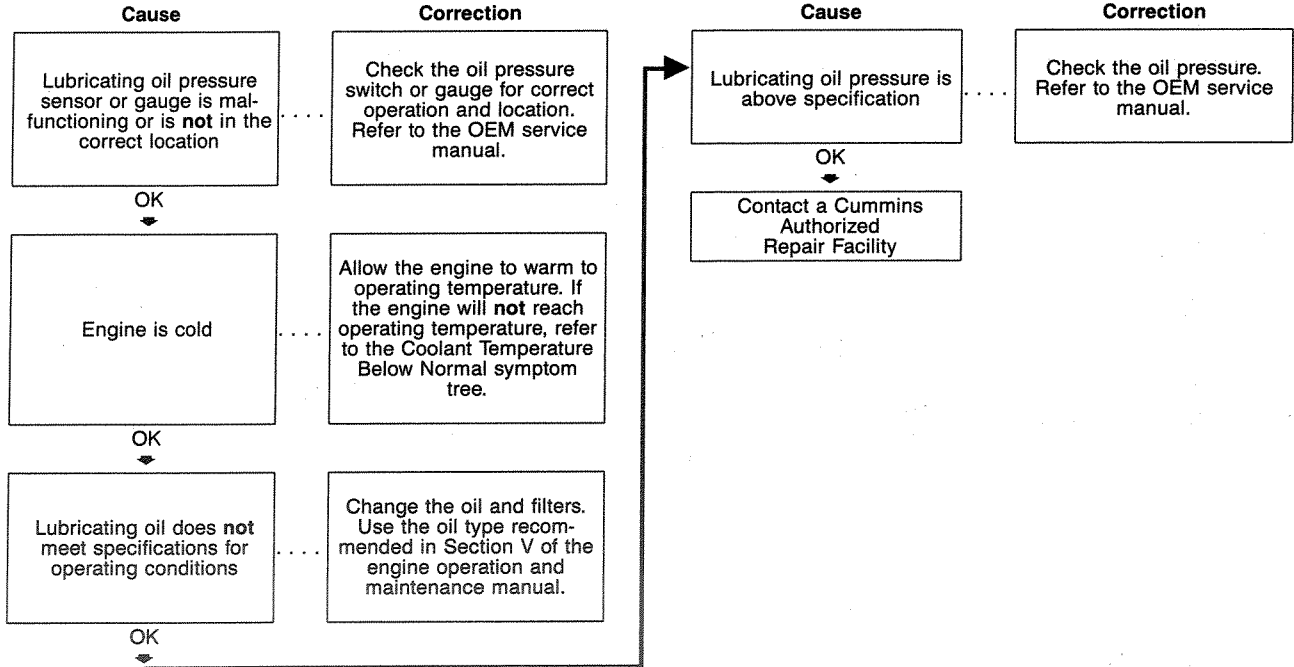 Cause
Correction
Lubricating oil pressure
sensor or gauge is mal-
functioning or is not in the
correct location
. . . .
Check the oil pressure
switch or gauge for correct
operation and location.
Refer to the OEM service
manual.
OK
Engine is cold
. . . .
Allow the engine to warm to
operating temperature. If
the engine will not reach
operating temperature, refer
to the Coolant Temperature
Below Normal symptom
tree.
OK
Lubricating oil does not
meet specifications for
operating conditions
. . . .
Change the oil and filters.
Use the oil type recom-
mended in Section V of the
engine operation and
maintenance manual.
OK
Cause
Correction
Lubricating oil pressure is
above specification
. . . .
Check the oil pressure.
Refer to the OEM service
manual.
OK
Contact a Cummins
Authorized
Repair Facility